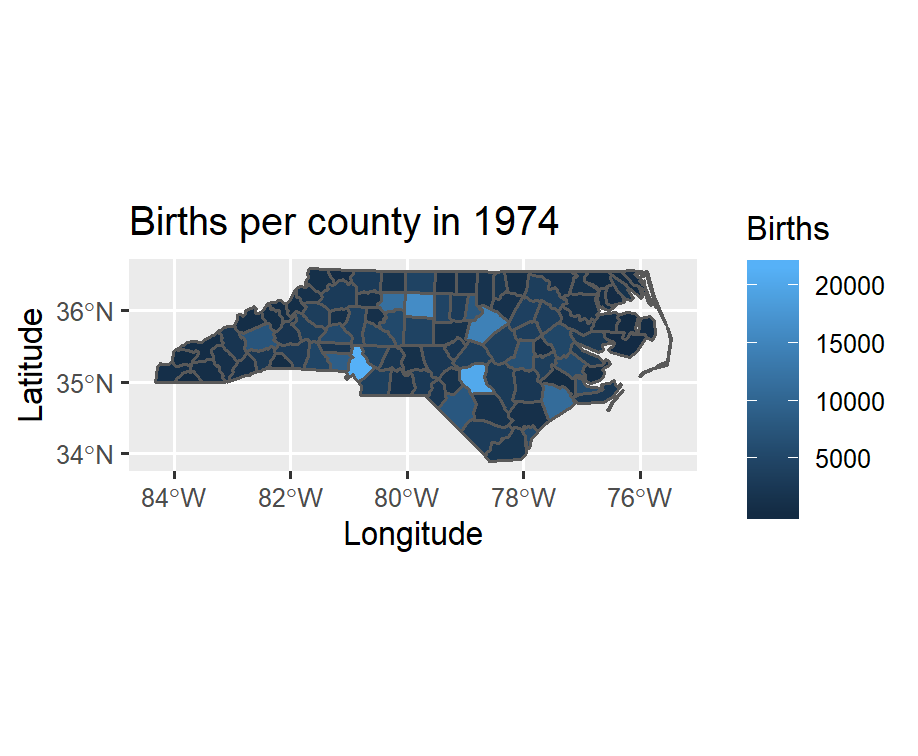 Births per county in 1974
Latitude
36°N
35°N
34°N
84°W 82°W 80°W 78°W 76°W
Longitude
Births
20000
15000
10000
5000